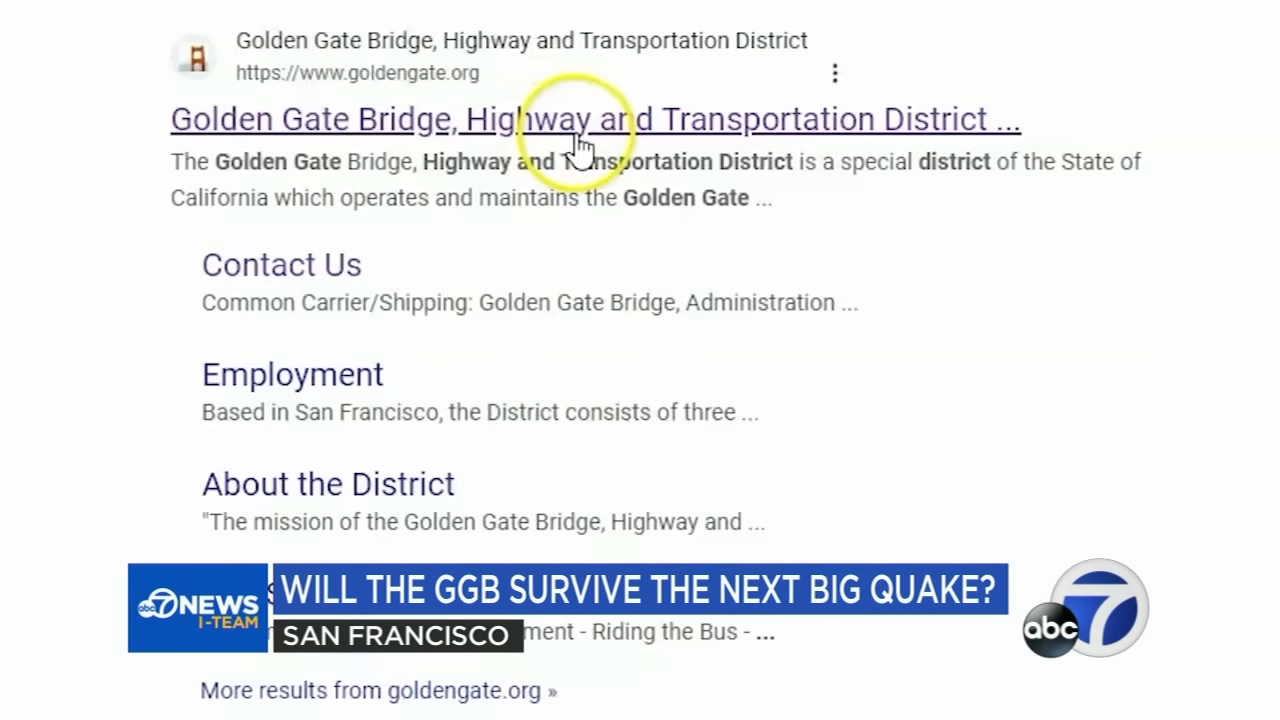 Golden Gate Bridge, Highway and Transportation District
https://www.goldengate.org
Golden Gate Bridge, Highway and Transportation District ...
The Golden Gate Bridge, Highway and Transportation District is a special district of the State of
California which operates and maintains the Golden Gate ...
Contact Us
Common Carrier/Shipping: Golden Gate Bridge, Administration ...
Employment
Based in San Francisco, the District consists of three ...
About the District
"The mission of the Golden Gate Bridge, Highway and ...
abc 7 NEWS
I-TEAM
WILL THE GGB SURVIVE THE NEXT BIG QUAKE?
SAN FRANCISCO
abc 7
- Riding the Bus - ...
More results from goldengate.org »